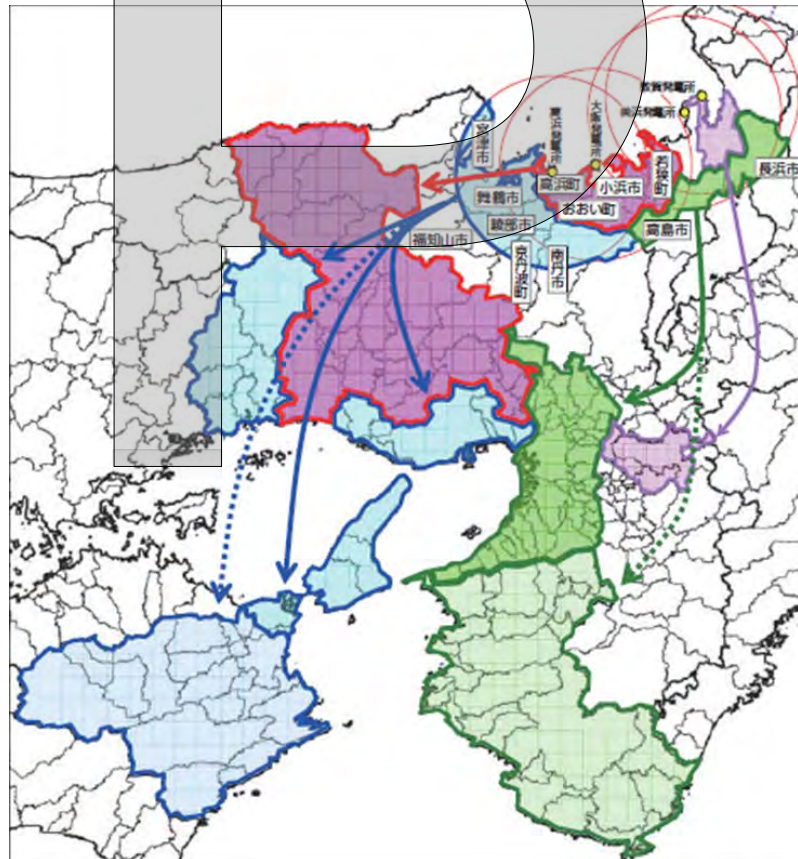 敦賀発電所
美浜発電所
大飯発電所
高浜発電所
宮津市
若狭町
長浜市
高浜町
小浜市
舞鶴市
おおい町
綾部市
高島市
福知山市
京丹波町
南丹市